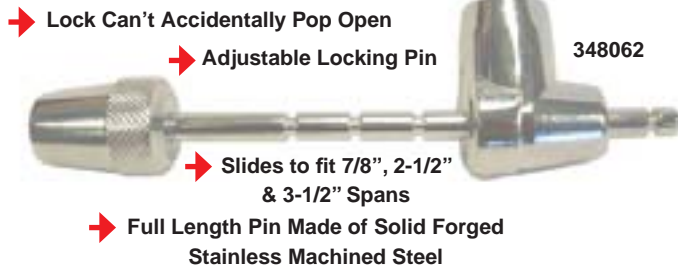 Lock Can't Accidentally Pop Open
Adjustable Locking Pin
348062
Slides to fit 7/8”, 2-1/2”
& 3-1/2” Spans
Full Length Pin Made of Solid Forged
Stainless Machined Steel